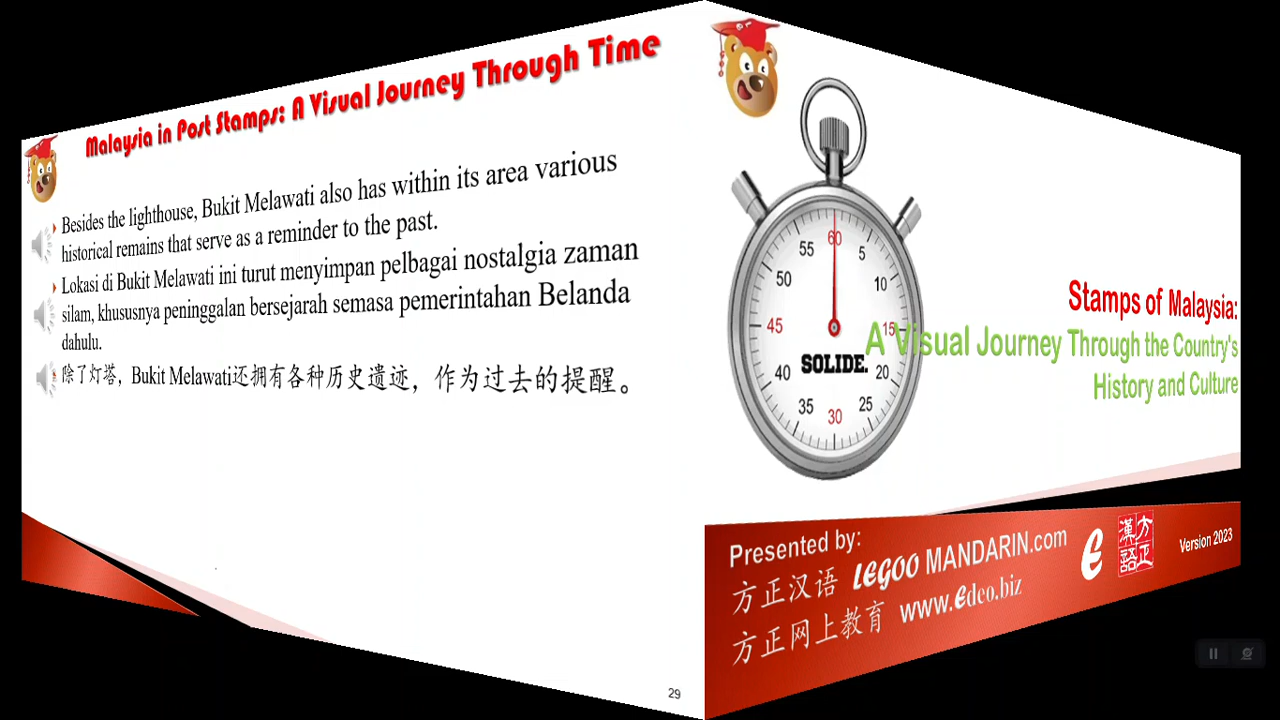 Malaysia in Post Stamps: A Visual Journey Through Time
Besides the lighthouse, Bukit Melawati also has within its area various
historical remains that serve as a reminder to the past.
Lokasi di Bukit Melawati ini turut menyimpan pelbagai nostalgia zaman
silam, khususnya peninggalan bersejarah semasa pemerintahan Belanda
dahulu.
除了灯塔，Bukit Melawati还拥有各种历史遗迹，作为过去的提醒。
29
60
5
10
15
20
25
30
35
40
45
50
55
SOLIDE.
Stamps of Malaysia:
A Visual Journey Through the Country's
History and Culture
Presented by:
方正汉语 LEGOO MANDARIN.com
方正网上教育 www.edeo.biz
e
方正
漢語
Version 2023